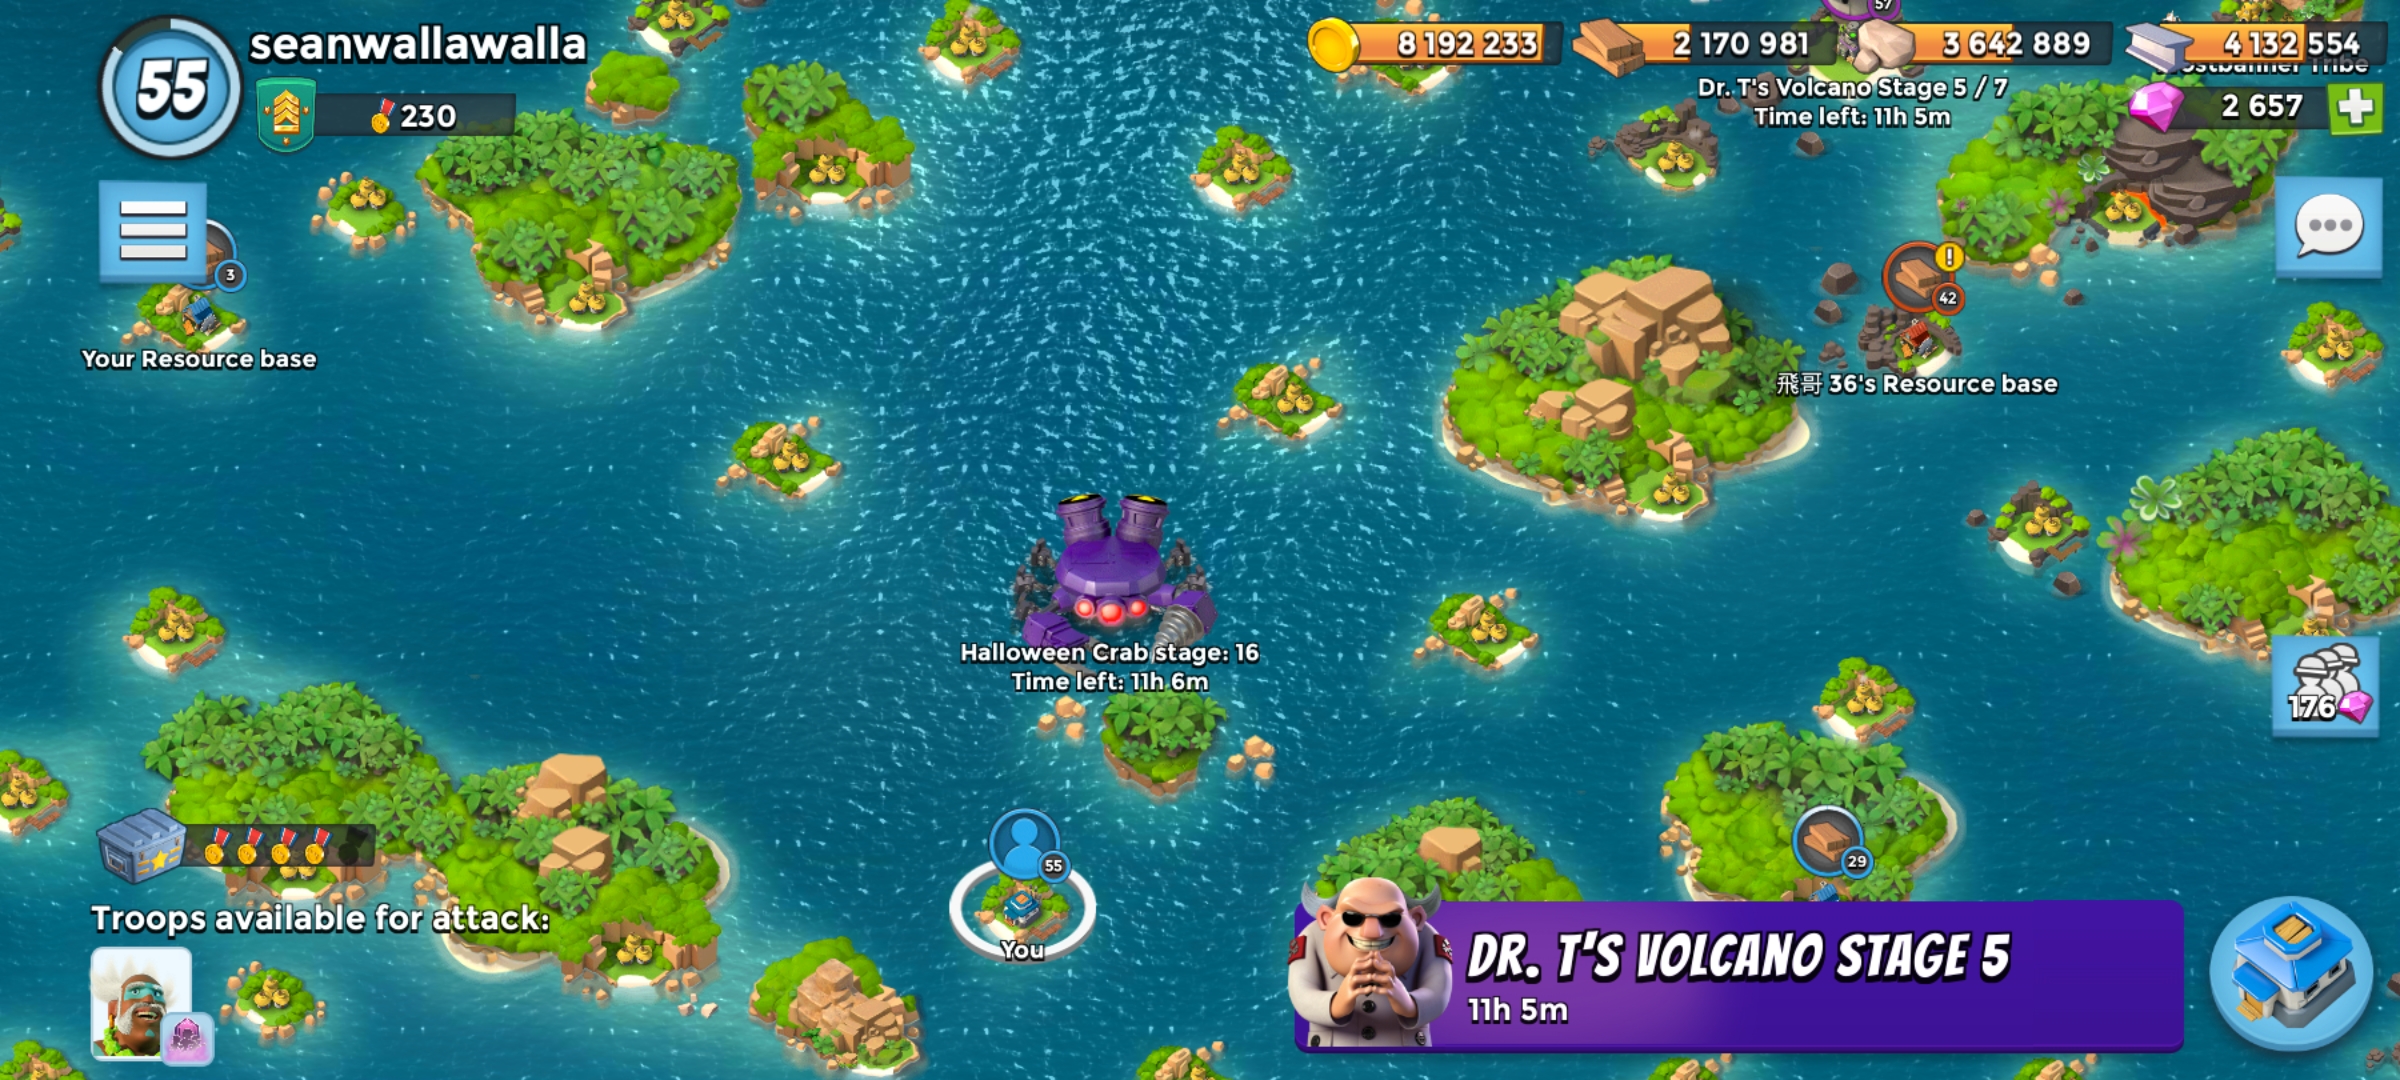 55
seanwallawalla
230
8 192 233
2 170 981
3 642 889
4 132 554
57
Dr. T's Volcano Stage 5 / 7
Time left: 11h 5m
Tribe
2 657
3
Your Resource base
!
42
飛哥 36's Resource base
Halloween Crab stage: 16
Time left: 11h 6m
176
55
You
29
Troops available for attack:
DR. T'S VOLCANO STAGE 5
11h 5m